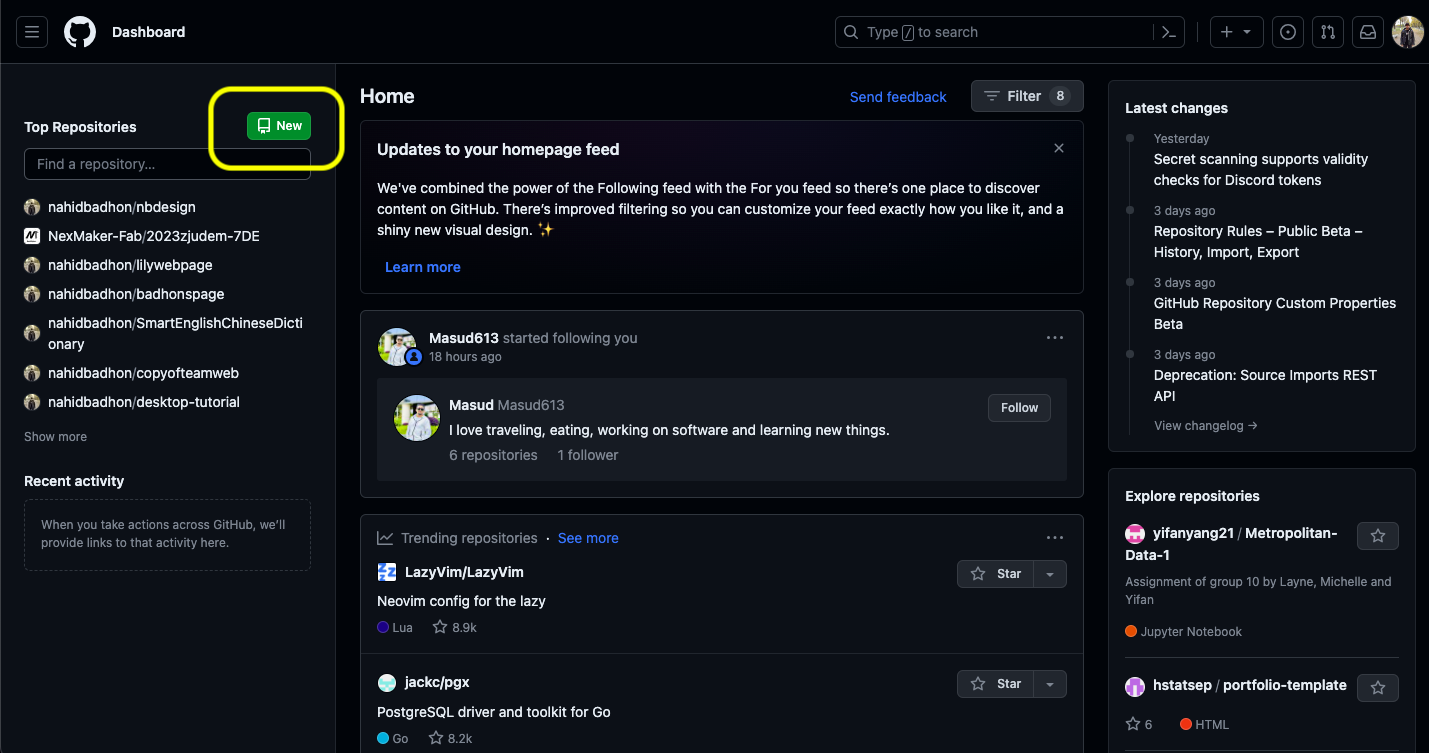 Dashboard
Type / to search
Top Repositories
New
Find a repository...
nahidbadhon/nbdesign
NexMaker-Fab/2023zjudem-7DE
nahidbadhon/lilywebpage
nahidbadhon/badhonspage
nahidbadhon/SmartEnglishChineseDicti
onary
nahidbadhon/copyofteamweb
nahidbadhon/desktop-tutorial
Show more
Recent activity
When you take actions across GitHub, we'll
provide links to that activity here.
Home
Send feedback
Filter 8
Updates to your homepage feed
We've combined the power of the Following feed with the For you feed so there's one place to discover
content on GitHub. There's improved filtering so you can customize your feed exactly how you like it, and a
shiny new visual design. ✨
Learn more
Masud613 started following you
18 hours ago
Masud Masud613
Follow
I love traveling, eating, working on software and learning new things.
6 repositories 1 follower
Trending repositories · See more
LazyVim/LazyVim
Star
Neovim config for the lazy
Lua 8.9k
jackc/pgx
Star
PostgreSQL driver and toolkit for Go
Go 8.2k
Latest changes
Yesterday
Secret scanning supports validity
checks for Discord tokens
3 days ago
Repository Rules – Public Beta –
History, Import, Export
3 days ago
GitHub Repository Custom Properties
Beta
3 days ago
Deprecation: Source Imports REST
API
View changelog →
Explore repositories
yifanyang21 / Metropolitan-
Data-1
Assignment of group 10 by Layne, Michelle and
Yifan
Jupyter Notebook
hstatsep / portfolio-template
6 HTML